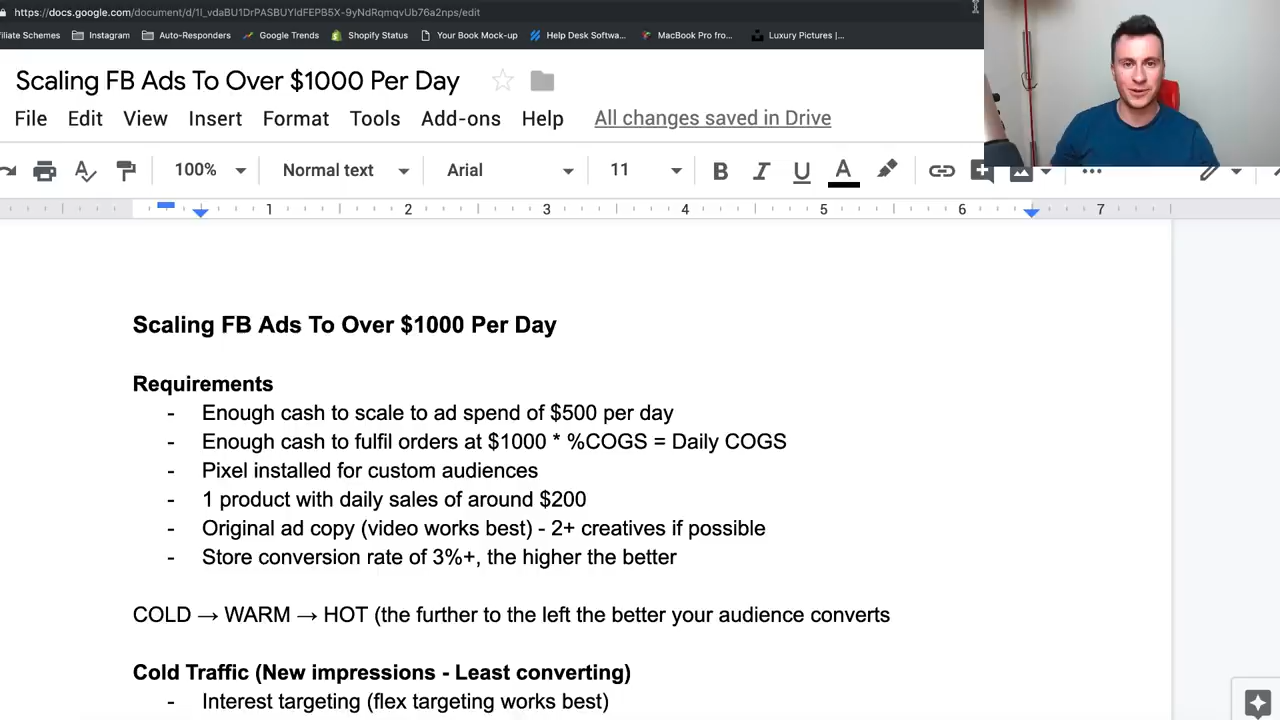 https://docs.google.com/document/d/1l_vdaBU1DrPASBUYIdFEPB5X-9yNdRqmqvUb76a2nps/edit
iliate Schemes Instagram Auto-Responders Google Trends Shopify Status Your Book Mock-up Help Desk Softwa... MacBook Pro fro... Luxury Pictures |...
Scaling FB Ads To Over $1000 Per Day
File Edit View Insert Format Tools Add-ons Help All changes saved in Drive
100% Normal text Arial 11 B I U A
1 2 3 4 5 6 7
Scaling FB Ads To Over $1000 Per Day
Requirements
- Enough cash to scale to ad spend of $500 per day
- Enough cash to fulfil orders at $1000 * %COGS = Daily COGS
- Pixel installed for custom audiences
- 1 product with daily sales of around $200
- Original ad copy (video works best) - 2+ creatives if possible
- Store conversion rate of 3%+, the higher the better
COLD → WARM → HOT (the further to the left the better your audience converts
Cold Traffic (New impressions - Least converting)
- Interest targeting (flex targeting works best)